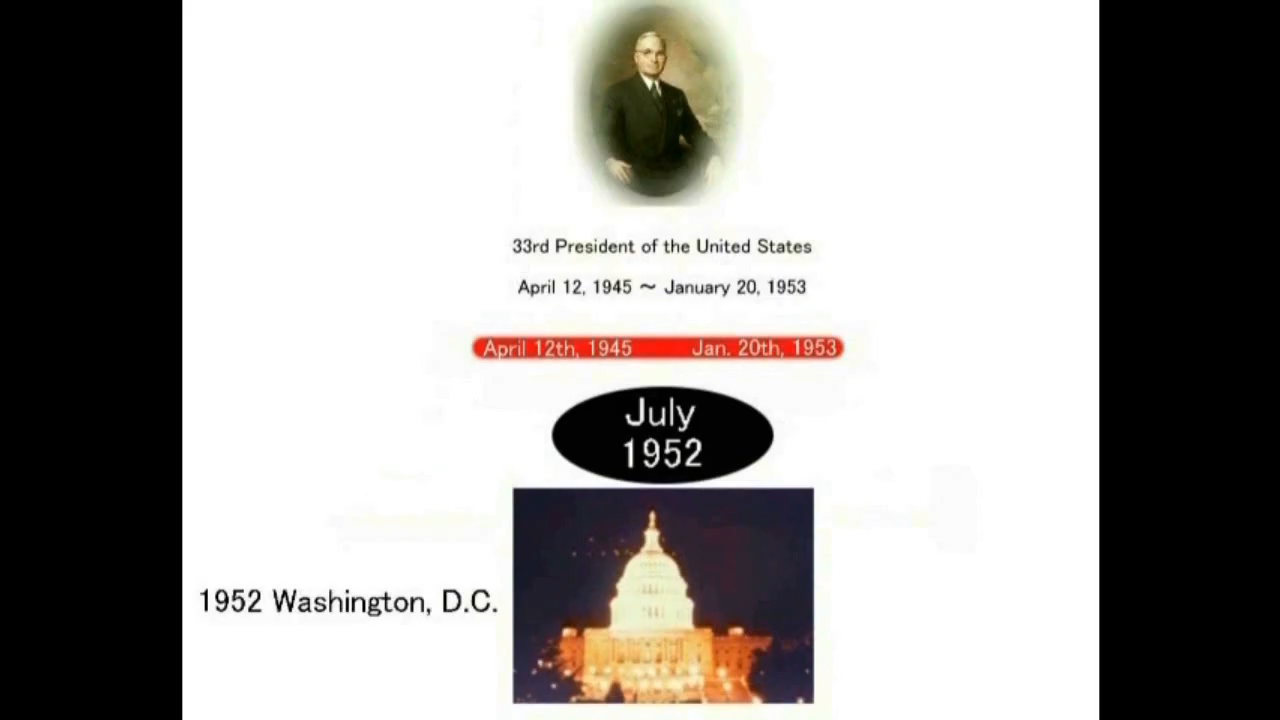 33rd President of the United States
April 12, 1945 ～ January 20, 1953
April 12th, 1945 Jan. 20th, 1953
July
1952
1952 Washington, D.C.